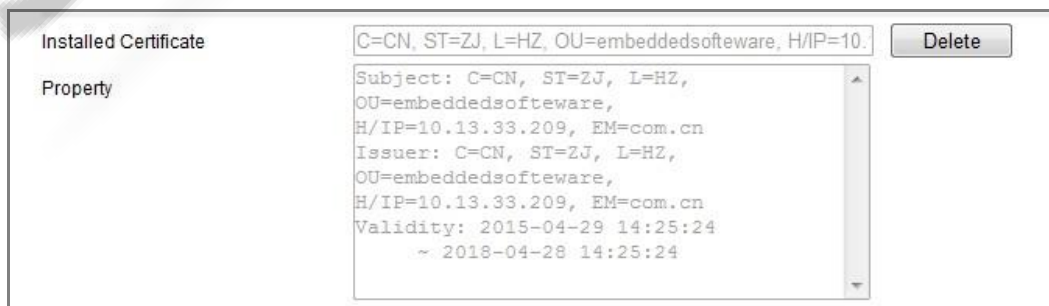 Installed Certificate
C=CN, ST=ZJ, L=HZ, OU=embeddedsofteware, H/IP=10.
Delete
Property
Subject: C=CN, ST=ZJ, L=HZ,
OU=embeddedsofteware,
H/IP=10.13.33.209, EM=com.cn
Issuer: C=CN, ST=ZJ, L=HZ,
OU=embeddedsofteware,
H/IP=10.13.33.209, EM=com.cn
Validity: 2015-04-29 14:25:24
~ 2018-04-28 14:25:24